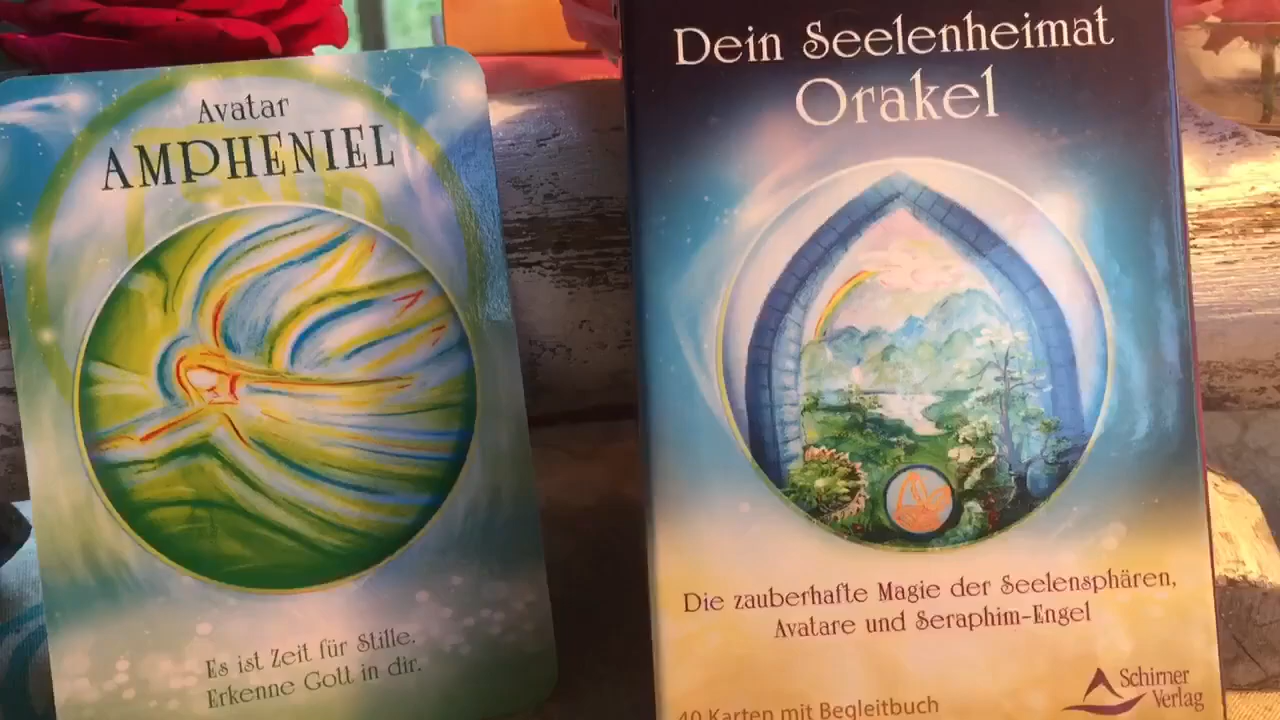 Avatar
AMPHENIEL
Es ist Zeit für Stille.
Erkenne Gott in dir.
Dein Seelenheimat
Orakel
Die zauberhafte Magie der Seelensphären,
Avatare und Seraphim-Engel
40 Karten mit Begleitbuch
Schirner
Verlag